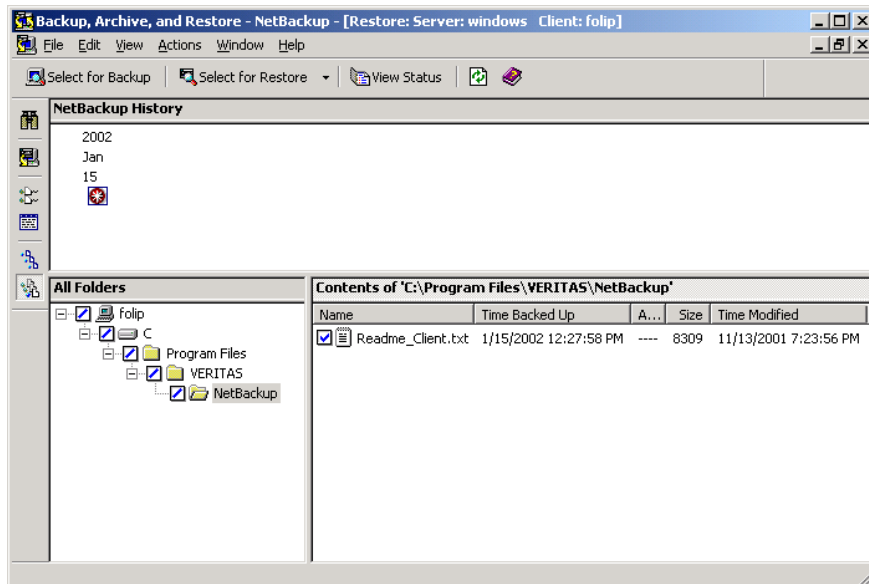 Backup, Archive, and Restore - NetBackup - [Restore: Server: windows Client: folip]
File Edit View Actions Window Help
Select for Backup Select for Restore View Status
NetBackup History
2002
Jan
15
All Folders
folip
C
Program Files
VERITAS
NetBackup
Contents of 'C:\Program Files\VERITAS\NetBackup'
Name Time Backed Up A... Size Time Modified
Readme_Client.txt 1/15/2002 12:27:58 PM ---- 8309 11/13/2001 7:23:56 PM